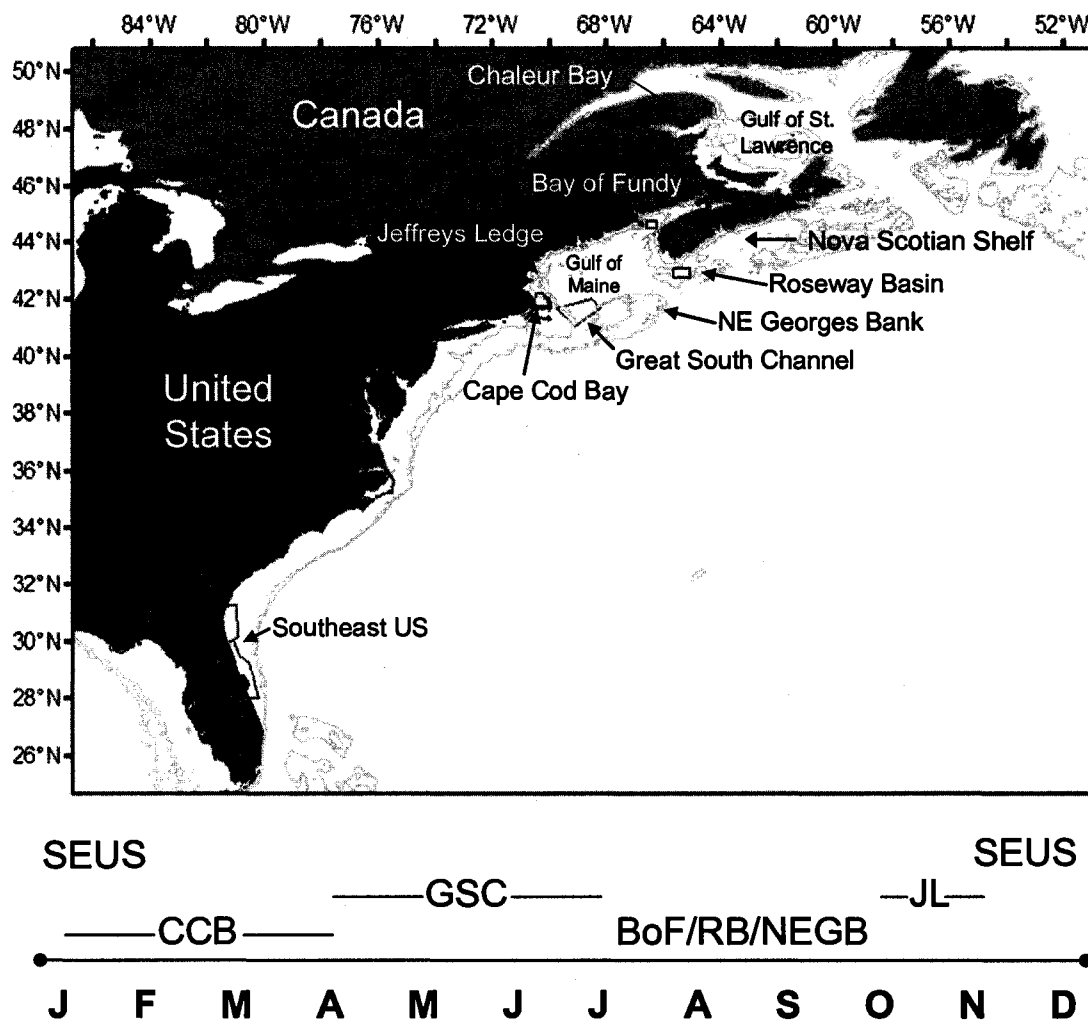 84°W 80°W 76°W 72°W 68°W 64°W 60°W 56°W 52°W
50°N
48°N
46°N
44°N
42°N
40°N
38°N
36°N
34°N
32°N
30°N
28°N
26°N
Chaleur Bay
Canada
Gulf of St.
Lawrence
Bay of Fundy
Jeffreys Ledge
Nova Scotian Shelf
Gulf of
Maine
Roseway Basin
NE Georges Bank
Great South Channel
Cape Cod Bay
United
States
Southeast US
SEUS SEUS
GSC JL
CCB BoF/RB/NEGB
J F M A M J J A S O N D